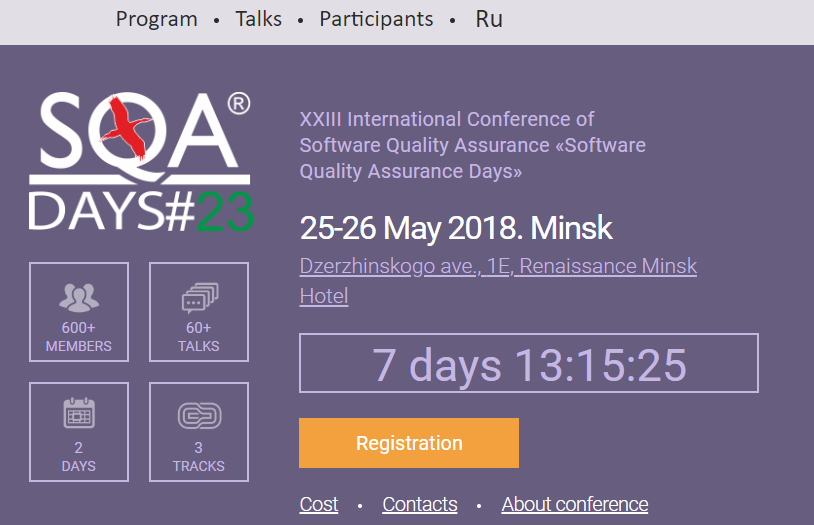 Program • Talks • Participants • Ru
SQA®
DAYS#23
XXIII International Conference of
Software Quality Assurance «Software
Quality Assurance Days»
25-26 May 2018. Minsk
Dzerzhinskogo ave., 1E, Renaissance Minsk
Hotel
600+
MEMBERS
60+
TALKS
7 days 13:15:25
2
DAYS
3
TRACKS
Registration
Cost • Contacts • About conference